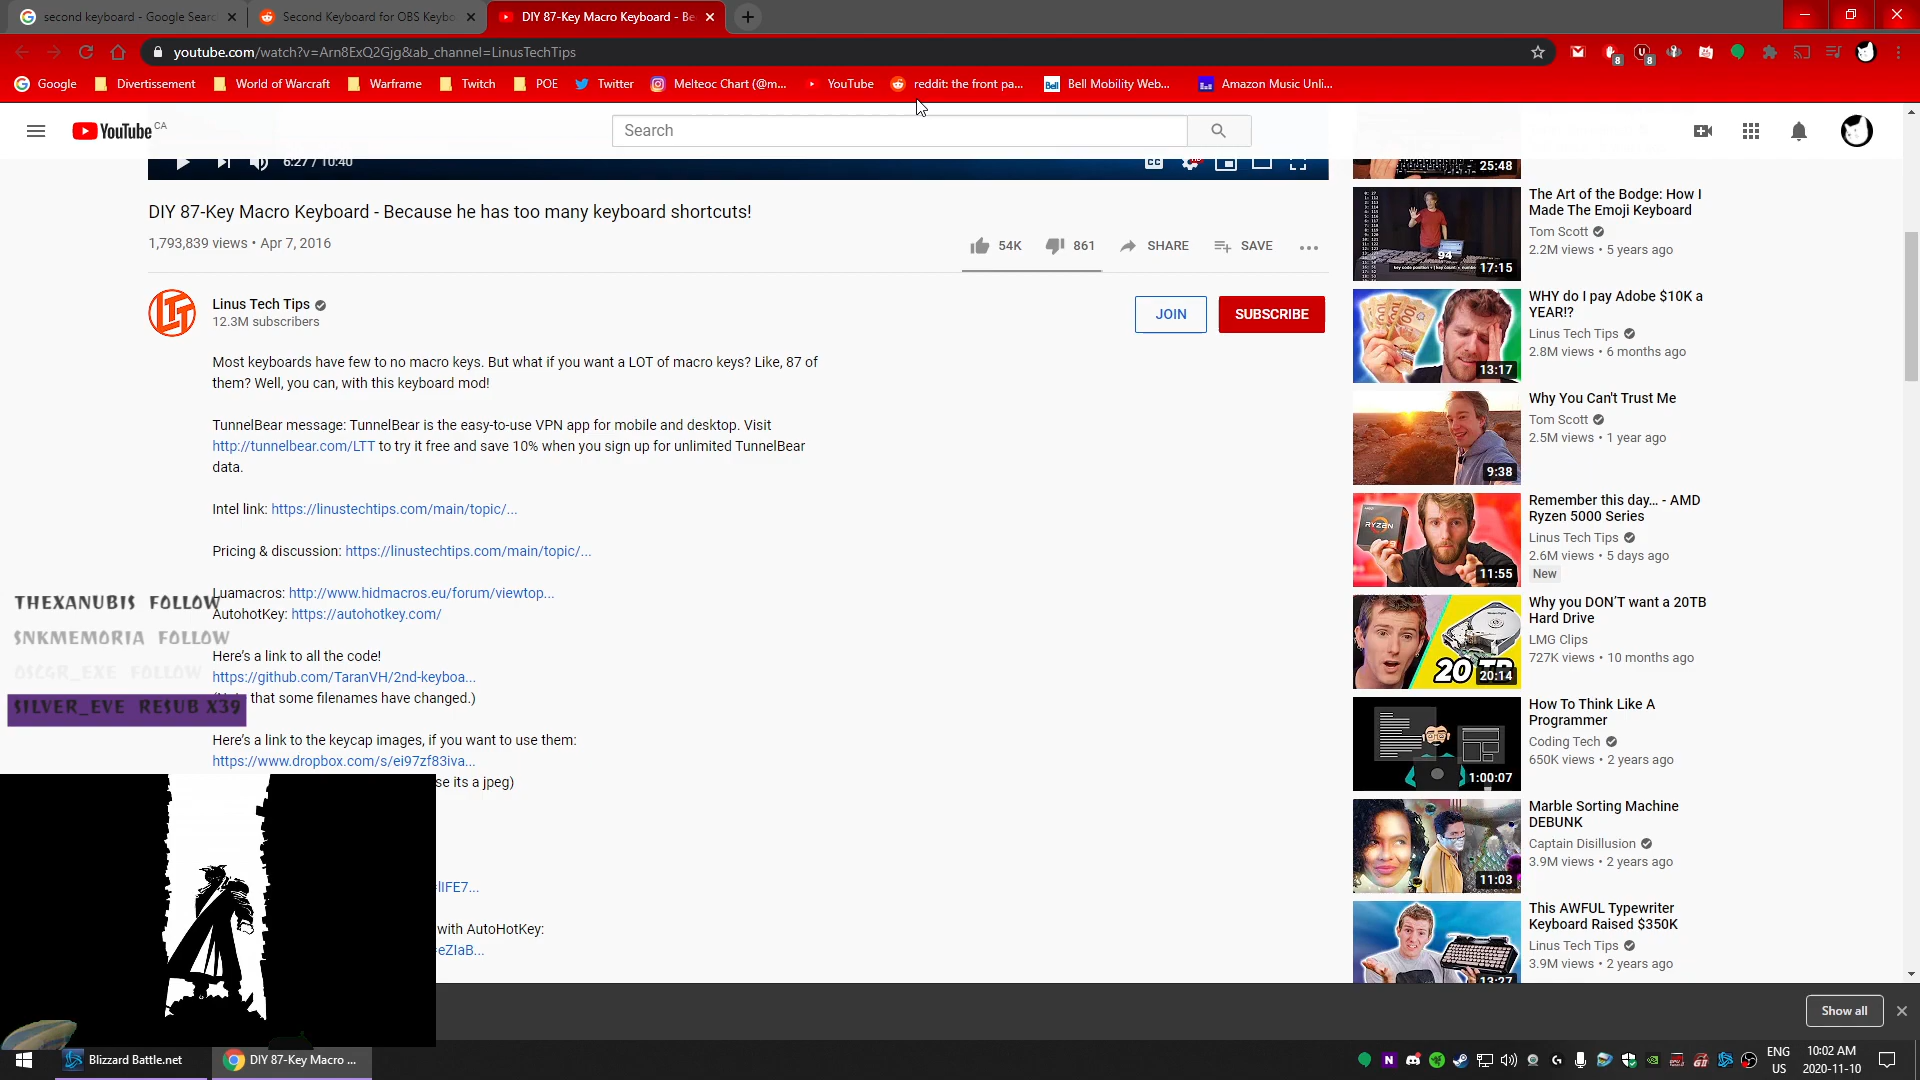 second keyboard - Google Sear
Second Keyboard for OBS Keybo
DIY 87-Key Macro Keyboard - Be
youtube.com/watch?v=Arn8ExQ2Gjg&ab_channel=LinusTechTips
8
8
Google
Divertissement
World of Warcraft
Warframe
Twitch
POE
Twitter
Melteoc Chart (@m...
YouTube
reddit: the front pa...
Bell Mobility Web...
Amazon Music Unli...
YouTube CA
Search
6:27 / 10:40
CC
DIY 87-Key Macro Keyboard - Because he has too many keyboard shortcuts!
1,793,839 views • Apr 7, 2016
54K
861
SHARE
SAVE
Linus Tech Tips
12.3M subscribers
JOIN
SUBSCRIBE
Most keyboards have few to no macro keys. But what if you want a LOT of macro keys? Like, 87 of
them? Well, you can, with this keyboard mod!
TunnelBear message: TunnelBear is the easy-to-use VPN app for mobile and desktop. Visit
http://tunnelbear.com/LTT to try it free and save 10% when you sign up for unlimited TunnelBear
data.
Intel link: https://linustechtips.com/main/topic/...
Pricing & discussion: https://linustechtips.com/main/topic/...
Luamacros: http://www.hidmacros.eu/forum/viewtop...
AutohotKey: https://autohotkey.com/
Here's a link to all the code!
https://github.com/TaranVH/2nd-keyboa...
that some filenames have changed.)
Here's a link to the keycap images, if you want to use them:
https://www.dropbox.com/s/ei97zf83iva...
se its a jpeg)
=lIFE7...
with AutoHotKey:
=eZIaB...
THEXANUBIS FOLLOW
SNKMEMORIA FOLLOW
OSC4R_EXE FOLLOW
SILVER_EVE RESUB X39
25:48
The Art of the Bodge: How I
Made The Emoji Keyboard
Tom Scott
2.2M views • 5 years ago
94
17:15
WHY do I pay Adobe $10K a
YEAR!?
Linus Tech Tips
2.8M views • 6 months ago
13:17
Why You Can't Trust Me
Tom Scott
2.5M views • 1 year ago
9:38
Remember this day… - AMD
Ryzen 5000 Series
Linus Tech Tips
2.6M views • 5 days ago
New
RYZEN
11:55
Why you DON'T want a 20TB
Hard Drive
LMG Clips
727K views • 10 months ago
20 TB
20:14
How To Think Like A
Programmer
Coding Tech
650K views • 2 years ago
1:00:07
Marble Sorting Machine
DEBUNK
Captain Disillusion
3.9M views • 2 years ago
11:03
This AWFUL Typewriter
Keyboard Raised $350K
Linus Tech Tips
3.9M views • 2 years ago
13:27
Show all
Blizzard Battle.net
DIY 87-Key Macro ...
ENG
US
10:02 AM
2020-11-10